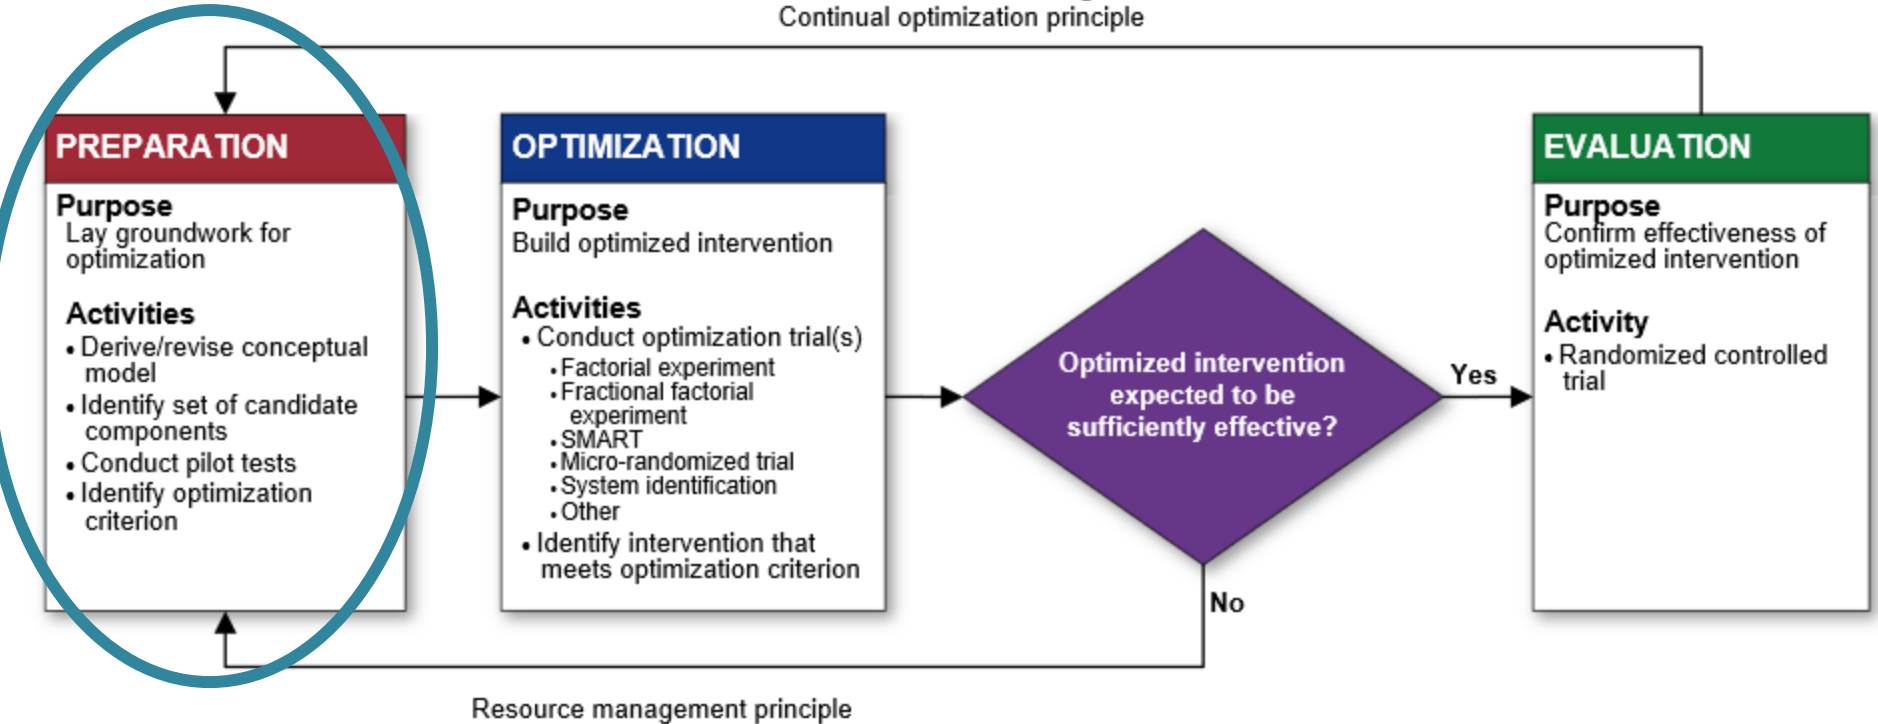 Continual optimization principle
PREPARATION
Purpose
Lay groundwork for
optimization
Activities
• Derive/revise conceptual
model
• Identify set of candidate
components
• Conduct pilot tests
• Identify optimization
criterion
OPTIMIZATION
Purpose
Build optimized intervention
Activities
• Conduct optimization trial(s)
• Factorial experiment
• Fractional factorial
experiment
• SMART
• Micro-randomized trial
• System identification
• Other
• Identify intervention that
meets optimization criterion
Optimized intervention
expected to be
sufficiently effective?
Yes
No
EVALUATION
Purpose
Confirm effectiveness of
optimized intervention
Activity
• Randomized controlled
trial
Resource management principle